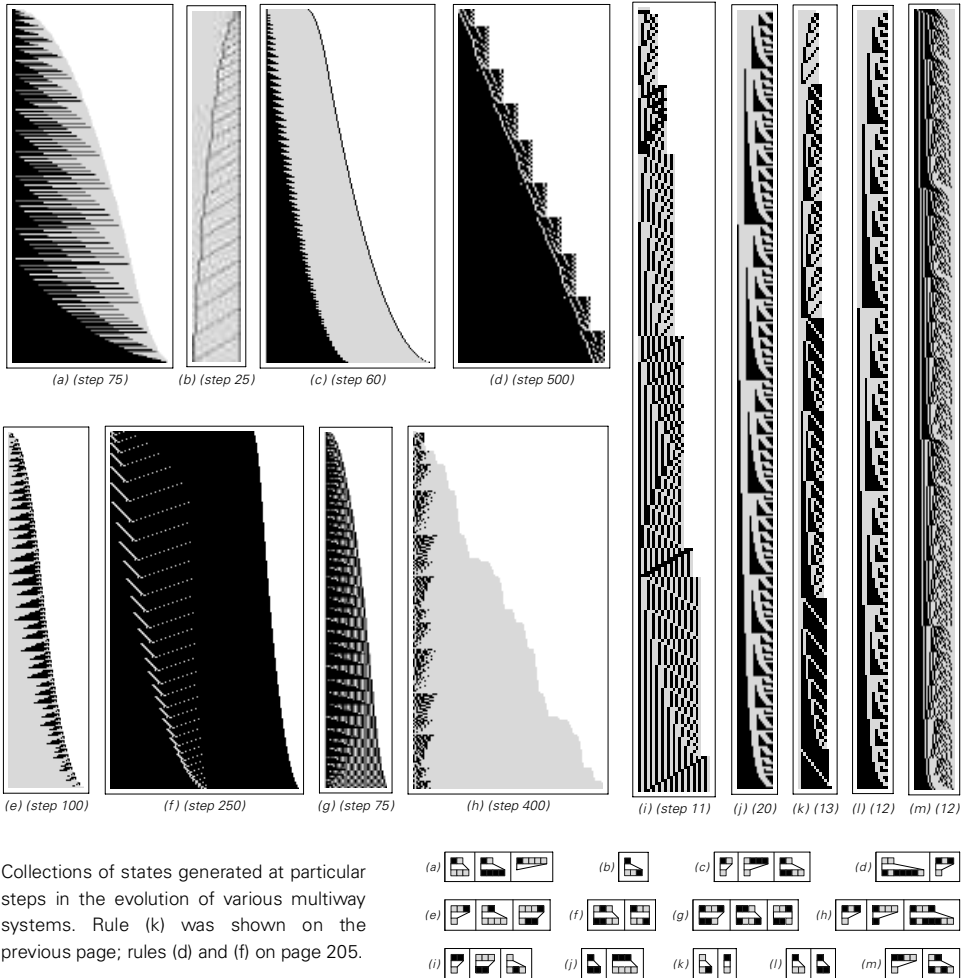 (a) (step 75) (b) (step 25) (c) (step 60) (d) (step 500)
(e) (step 100) (f) (step 250) (g) (step 75) (h) (step 400)
(i) (step 11) (j) (20) (k) (13) (l) (12) (m) (12)
Collections of states generated at particular
steps in the evolution of various multiway
systems. Rule (k) was shown on the
previous page; rules (d) and (f) on page 205.
(a) (b) (c) (d)
(e) (f) (g) (h)
(i) (j) (k) (l) (m)